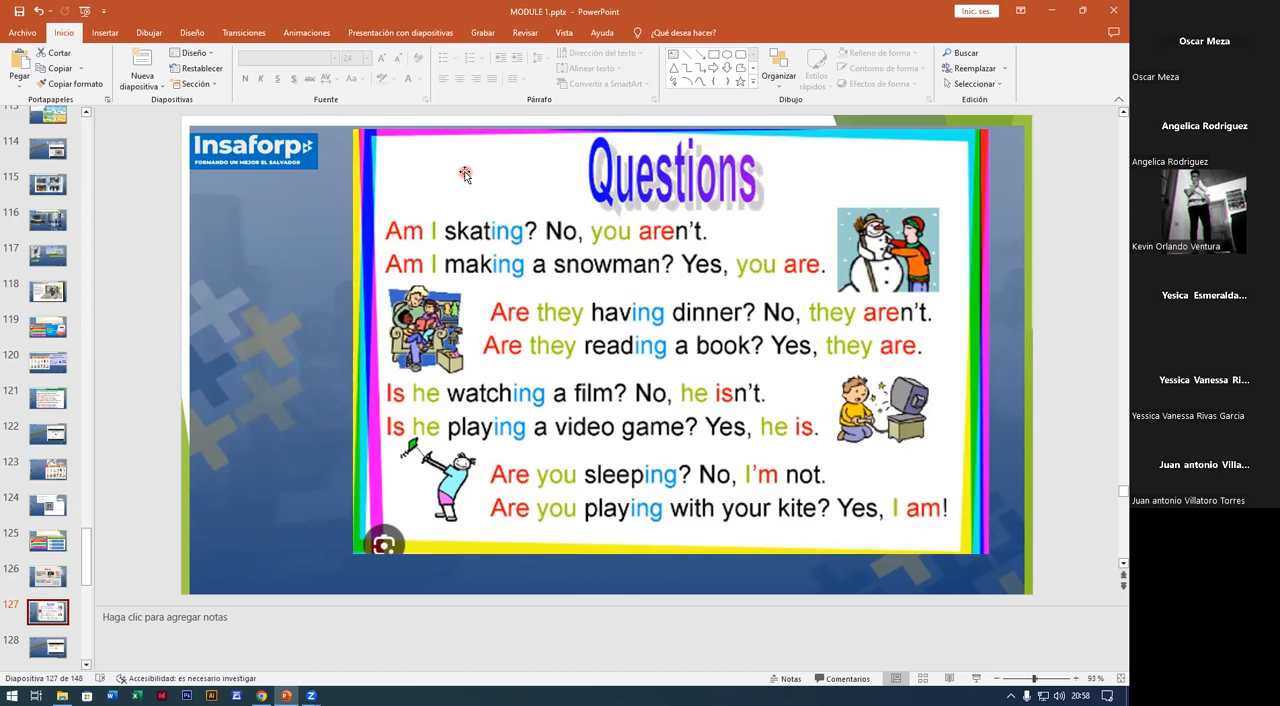 MODULE 1.pptx - PowerPoint
Inic. ses.
Archivo Inicio Insertar Dibujar Diseño Transiciones Animaciones Presentación con diapositivas Grabar Revisar Vista Ayuda ¿Qué desea hacer?
Pegar
Cortar
Copiar
Copiar formato
Nueva diapositiva
Diseño
Restablecer
Sección
24
N K S S abc AV Aa A
Dirección del texto
Alinear texto
Convertir a SmartArt
Organizar
Estilos rápidos
Relleno de forma
Contorno de forma
Efectos de forma
Buscar
Reemplazar
Seleccionar
Portapapeles Diapositivas Fuente Párrafo Dibujo Edición
113
114
115
116
117
118
119
120
121
122
123
124
125
126
127
128
Insaforp
FORMANDO UN MEJOR EL SALVADOR
Questions
Am I skating? No, you aren't.
Am I making a snowman? Yes, you are.
Are they having dinner? No, they aren't.
Are they reading a book? Yes, they are.
Is he watching a film? No, he isn't.
Is he playing a video game? Yes, he is.
Are you sleeping? No, I'm not.
Are you playing with your kite? Yes, I am!
Haga clic para agregar notas
Diapositiva 127 de 148 Accesibilidad: es necesario investigar Notas Comentarios 93 %
20:58
Oscar Meza
Oscar Meza
Angelica Rodriguez
Angelica Rodriguez
Kevin Orlando Ventura
Yesica Esmeralda...
Yessica Vanessa Ri...
Yessica Vanessa Rivas Garcia
Juan antonio Villa...
Juan antonio Villatoro Torres